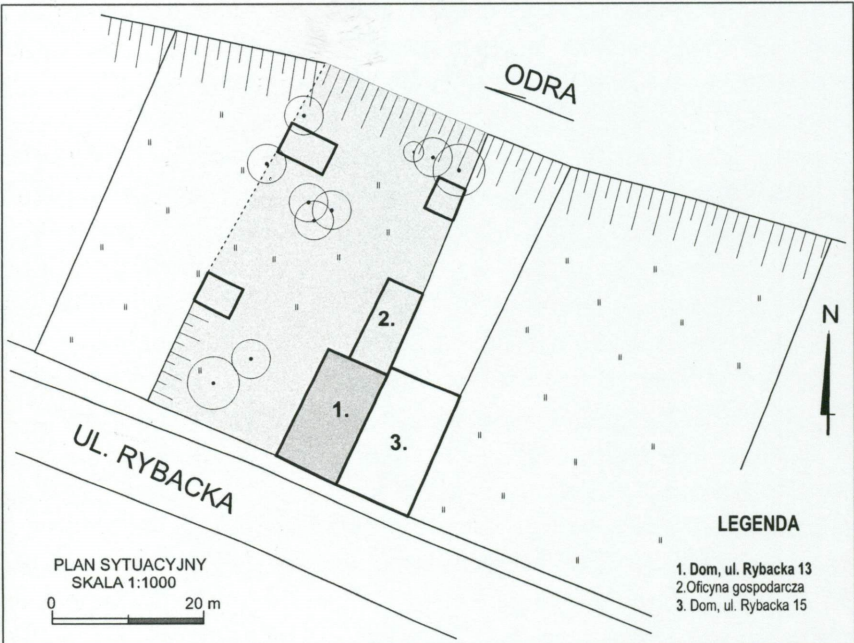 ODRA
2.
1.
3.
N
UL. RYBACKA
LEGENDA
1. Dom, ul. Rybacka 13
2.Oficyna gospodarcza
3. Dom, ul. Rybacka 15
PLAN SYTUACYJNY
SKALA 1:1000
0 20 m